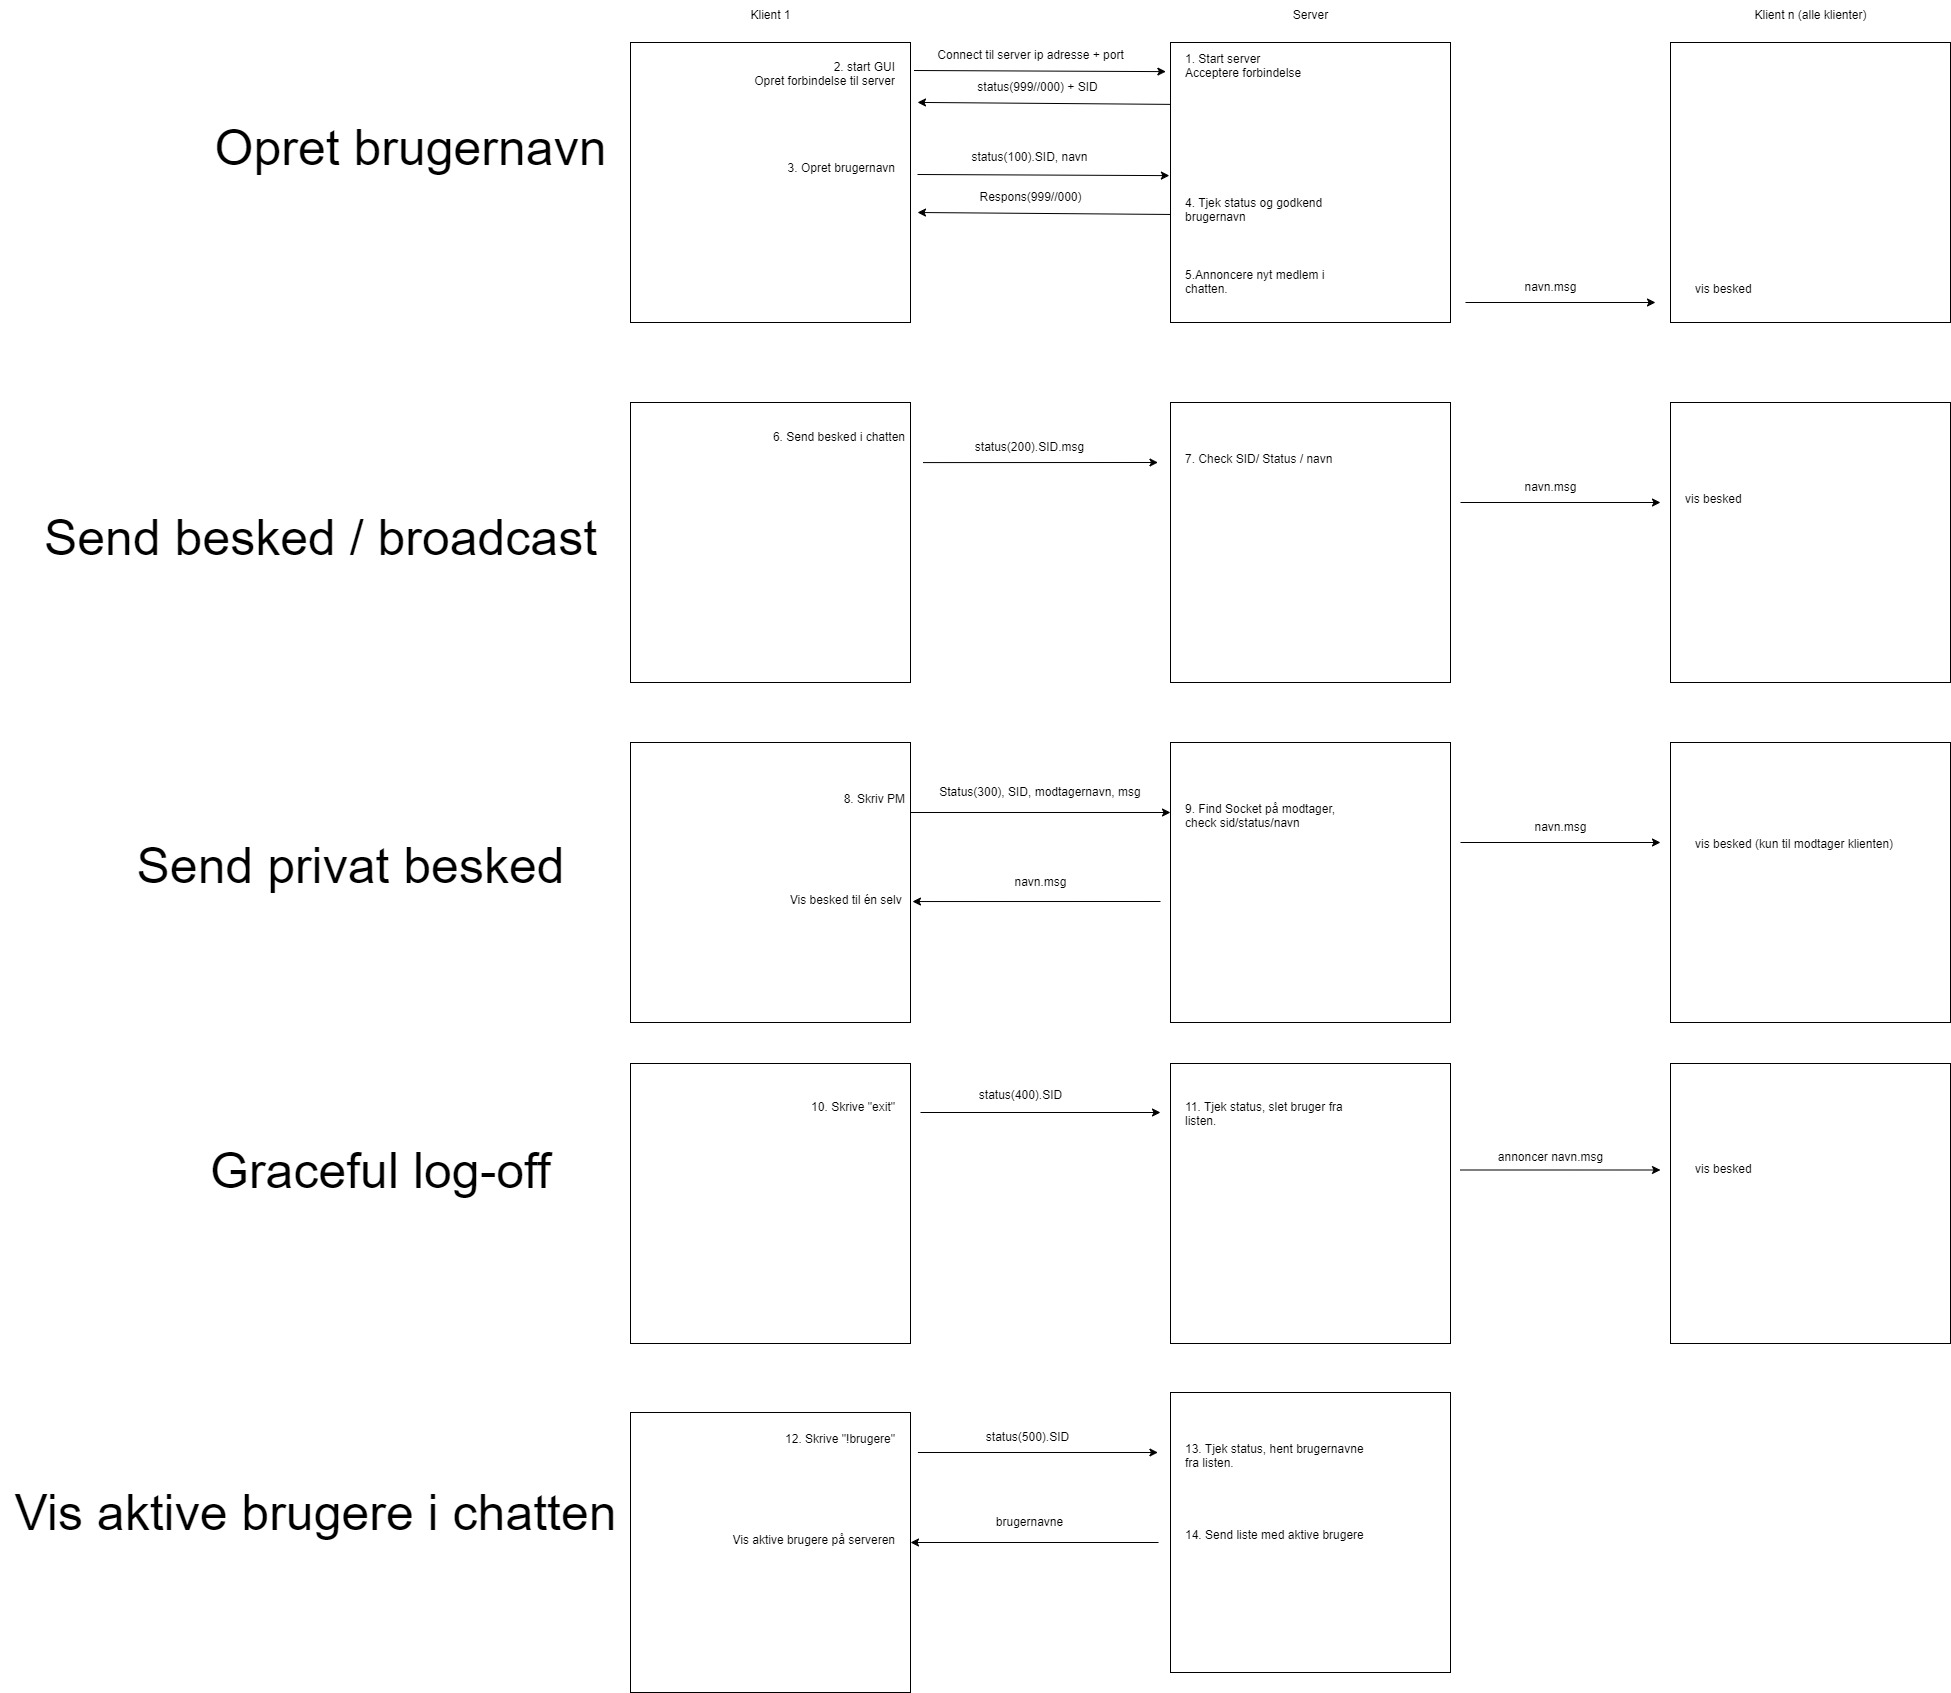 Klient 1
Server
Klient n (alle klienter)
Opret brugernavn
2. start GUI
Opret forbindelse til server
Connect til server ip adresse + port
1. Start server
Acceptere forbindelse
status(999//000) + SID
3. Opret brugernavn
status(100).SID, navn
Respons(999//000)
4. Tjek status og godkend
brugernavn
5.Annoncere nyt medlem i
chatten.
navn.msg
vis besked
Send besked / broadcast
6. Send besked i chatten
status(200).SID.msg
7. Check SID/ Status / navn
navn.msg
vis besked
Send privat besked
8. Skriv PM
Status(300), SID, modtagernavn, msg
9. Find Socket på modtager,
check sid/status/navn
navn.msg
vis besked (kun til modtager klienten)
navn.msg
Vis besked til én selv
Graceful log-off
10. Skrive "exit"
status(400).SID
11. Tjek status, slet bruger fra
listen.
annoncer navn.msg
vis besked
Vis aktive brugere i chatten
12. Skrive "!brugere"
status(500).SID
13. Tjek status, hent brugernavne
fra listen.
brugernavne
14. Send liste med aktive brugere
Vis aktive brugere på serveren